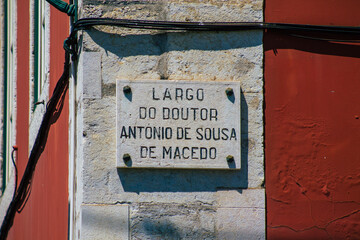 LARGO
DO DOUTOR
ANTÓNIO DE SOUSA
DE MACEDO